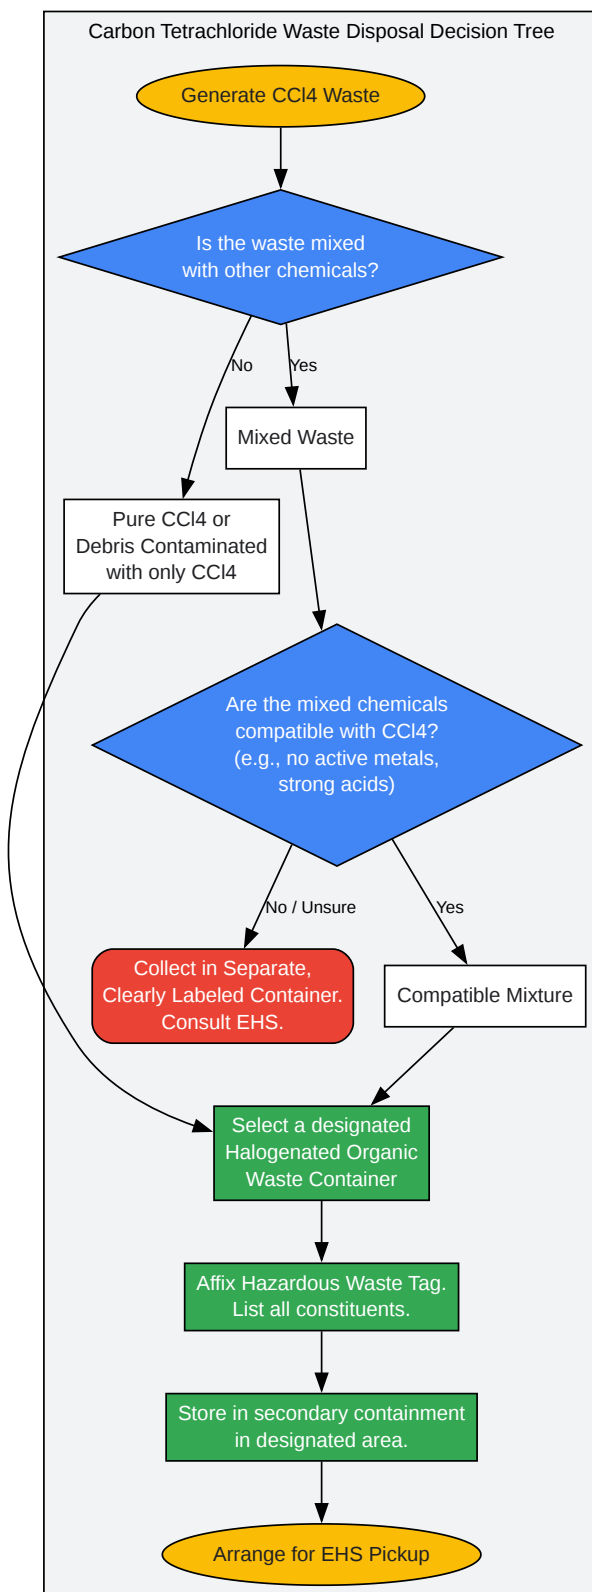 Carbon Tetrachloride Waste Disposal Decision Tree
Generate CCl4 Waste
Is the waste mixed
with other chemicals?
No
Yes
Mixed Waste
Pure CCl4 or
Debris Contaminated
with only CCl4
Are the mixed chemicals
compatible with CCl4?
(e.g., no active metals,
strong acids)
No / Unsure
Yes
Collect in Separate,
Clearly Labeled Container.
Consult EHS.
Compatible Mixture
Select a designated
Halogenated Organic
Waste Container
Affix Hazardous Waste Tag.
List all constituents.
Store in secondary containment
in designated area.
Arrange for EHS Pickup